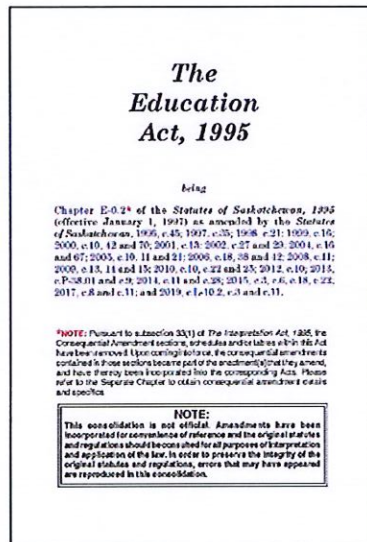 The
Education
Act, 1995
being
Chapter E-0.2* of the Statutes of Saskatchewan, 1995
(effective January 1, 1997) as amended by the Statutes
of Saskatchewan, 1996, c.45; 1997, c.35; 1998, c.21; 1999, c.16;
2000, c.10, 42 and 70; 2001, c.13; 2002, c.27 and 29; 2004, c.16
and 67; 2005, c.10, 11 and 21; 2006, c.18, 38 and 42; 2008, c.11;
2009, c.13, 14 and 15; 2010, c.10, c.22 and 25; 2012, c.10; 2013,
c.P-38.01 and c.9; 2014, c.11 and c.28; 2015, c.3, c.6, c.18, c.22;
2017, c.8 and c.11; and 2019, c.L-10.2, c.3 and c.11.
*NOTE: Pursuant to subsection 33(1) of The Interpretation Act, 1995, the
Consequential Amendment sections, schedules and/or tables within this Act
have been removed. Upon coming into force, the consequential amendments
contained in those sections became part of the enactment(s) that they amend,
and have thereby been incorporated into the corresponding Acts. Please
refer to the Separate Chapter to obtain consequential amendment details
and specifics.
NOTE:
This consolidation is not official. Amendments have been
incorporated for convenience of reference and the original statutes
and regulations should be consulted for all purposes of interpretation
and application of the law. In order to preserve the integrity of the
original statutes and regulations, errors that may have appeared
are reproduced in this consolidation.